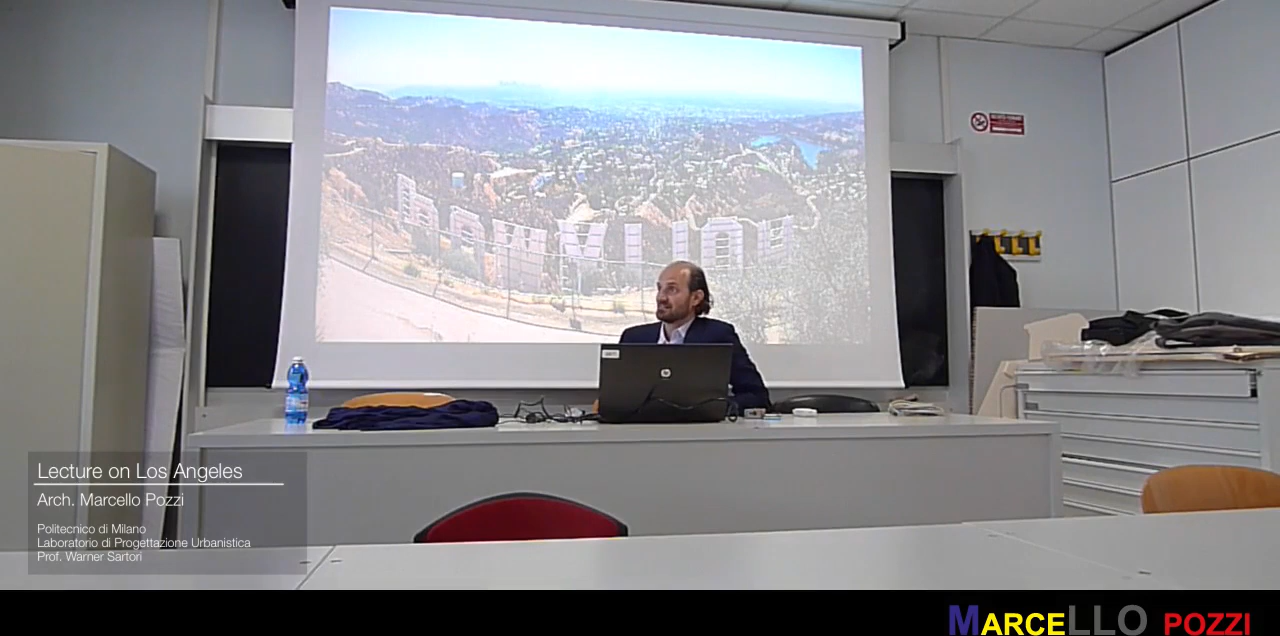 Lecture on Los Angeles
Arch. Marcello Pozzi
Politecnico di Milano
Laboratorio di Progettazione Urbanistica
Prof. Warner Sartori
MARCELLO POZZI